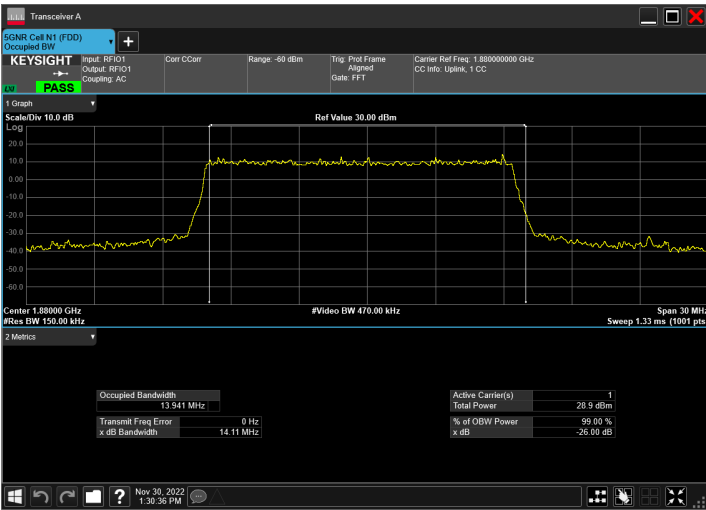 Transceiver A
5GNR Cell N1 (FDD)
Occupied BW
KEYSIGHT
PASS
Input: RFIO1
Output: RFIO1
Coupling: AC
Corr CCorr
Range: -60 dBm
Trig: Prot Frame
Aligned
Gate: FFT
Carrier Ref Freq: 1.880000000 GHz
CC Info: Uplink, 1 CC
1 Graph
Scale/Div 10.0 dB
Ref Value 30.00 dBm
Log
20.0
10.0
0.00
-10.0
-20.0
-30.0
-40.0
-50.0
-60.0
Center 1.88000 GHz
#Video BW 470.00 kHz
Span 30 MHz
#Res BW 150.00 kHz
Sweep 1.33 ms (1001 pts
2 Metrics
Occupied Bandwidth
13.941 MHz
Transmit Freq Error 0 Hz
x dB Bandwidth 14.11 MHz
Active Carrier(s) 1
Total Power 28.9 dBm
% of OBW Power 99.00 %
x dB -26.00 dB
Nov 30, 2022
1:30:36 PM